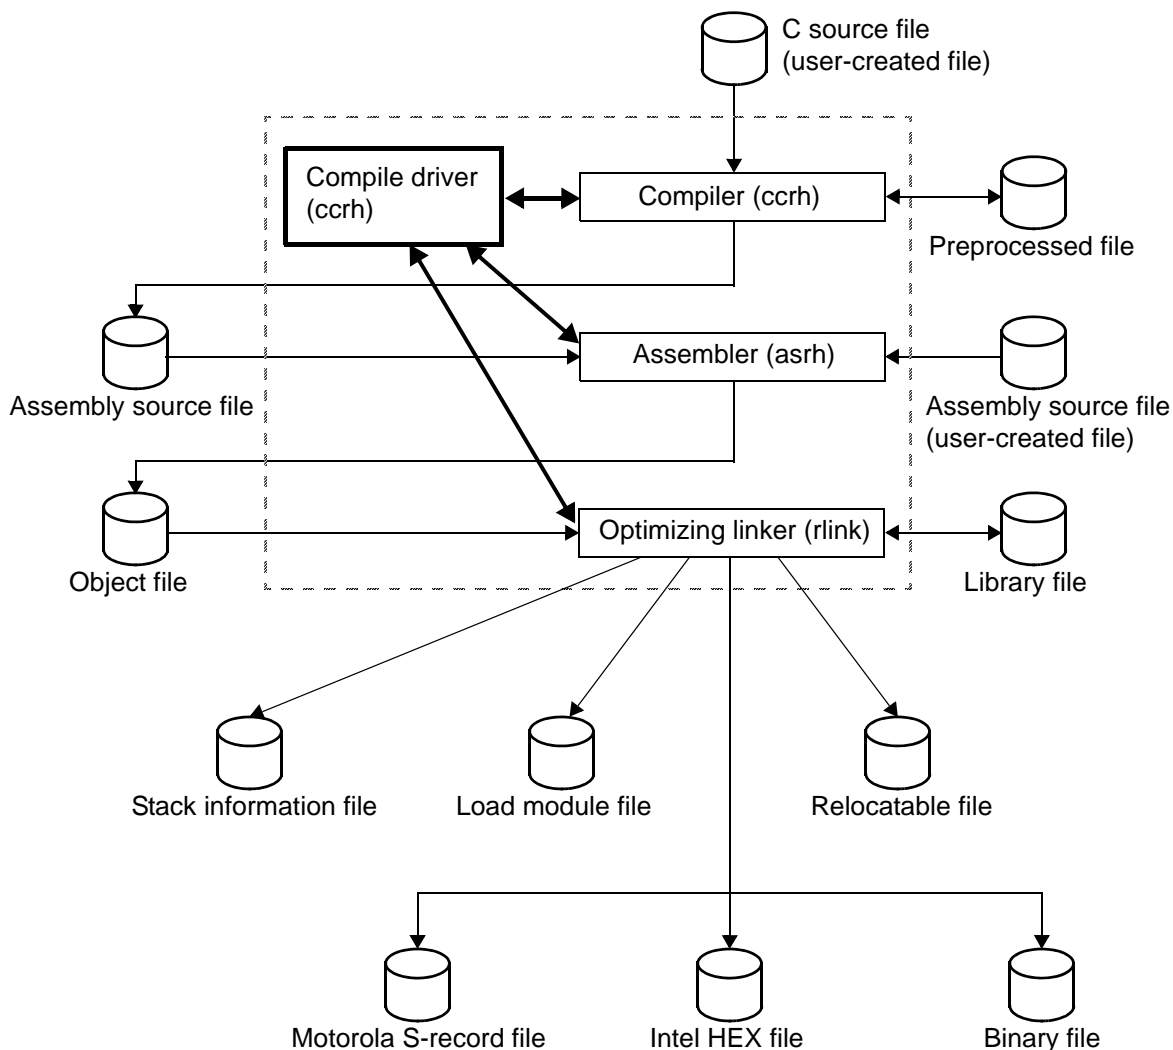 C source file
(user-created file)
Compile driver
(ccrh)
Compiler (ccrh)
Preprocessed file
Assembler (asrh)
Assembly source file
Assembly source file
(user-created file)
Optimizing linker (rlink)
Object file
Library file
Stack information file
Load module file
Relocatable file
Motorola S-record file
Intel HEX file
Binary file